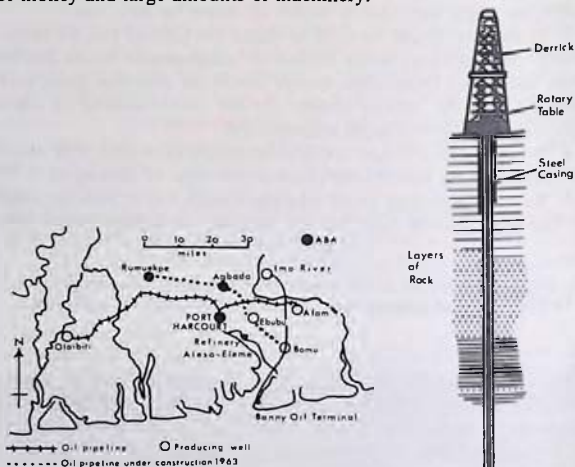 of money and large amounts of machinery.
Derrick
Rotary
Table
Steel
Casing
Layers
of
Rock
0 10 20 30
miles
ABA
Rumuekpe
Agbada
Imo River
PORT
HARCOURT
Ebubu
Afam
Refinery
Alesa-Eleme
Bomu
Oloibiri
N
Bonny Oil Terminal
Oil pipeline
Producing well
Oil pipeline under construction 1963